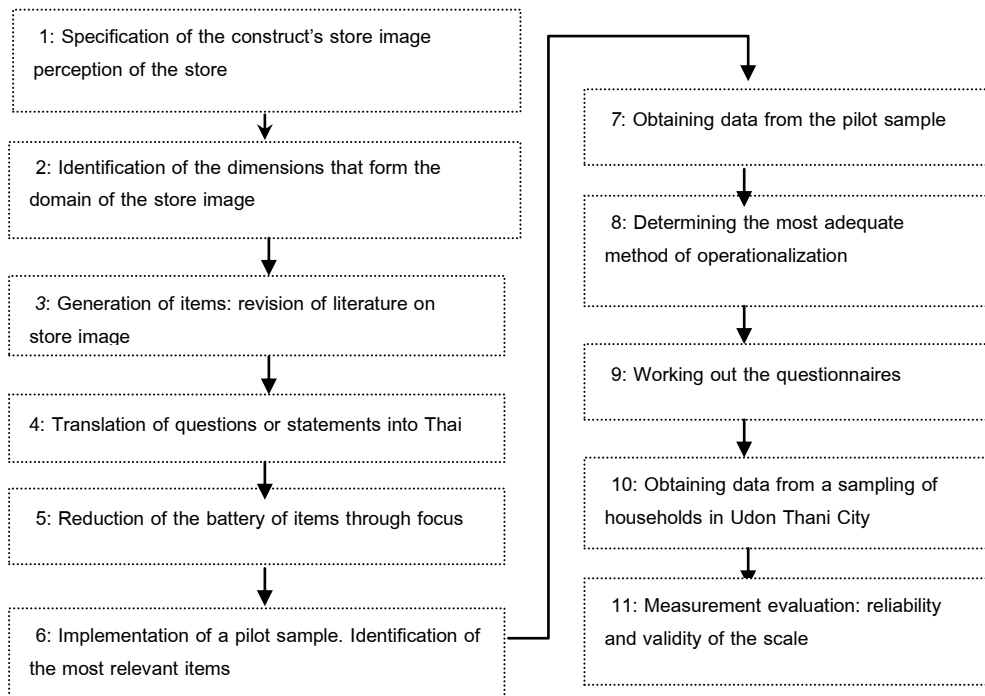 1: Specification of the construct's store image
perception of the store
2: Identification of the dimensions that form the
domain of the store image
3: Generation of items: revision of literature on
store image
4: Translation of questions or statements into Thai
5: Reduction of the battery of items through focus
6: Implementation of a pilot sample. Identification of
the most relevant items
7: Obtaining data from the pilot sample
8: Determining the most adequate
method of operationalization
9: Working out the questionnaires
10: Obtaining data from a sampling of
households in Udon Thani City
11: Measurement evaluation: reliability
and validity of the scale